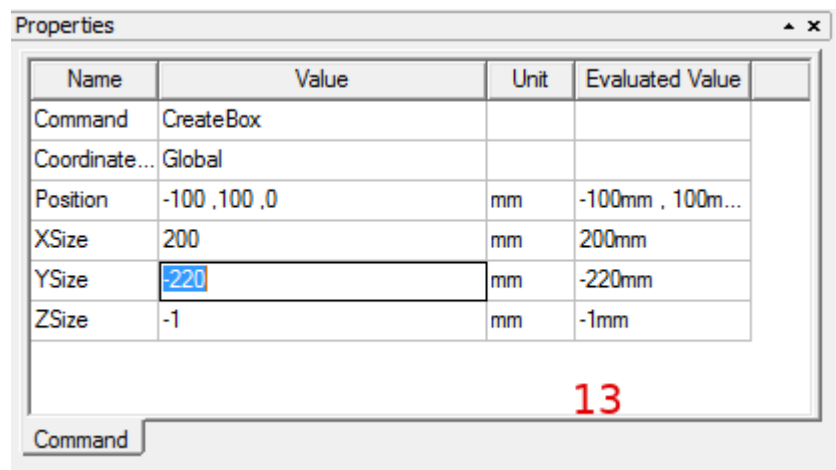 Properties
Name Value Unit Evaluated Value
Command CreateBox
Coordinate... Global
Position -100 ,100 ,0 mm -100mm , 100m...
XSize 200 mm 200mm
YSize -220 mm -220mm
ZSize -1 mm -1mm
13
Command